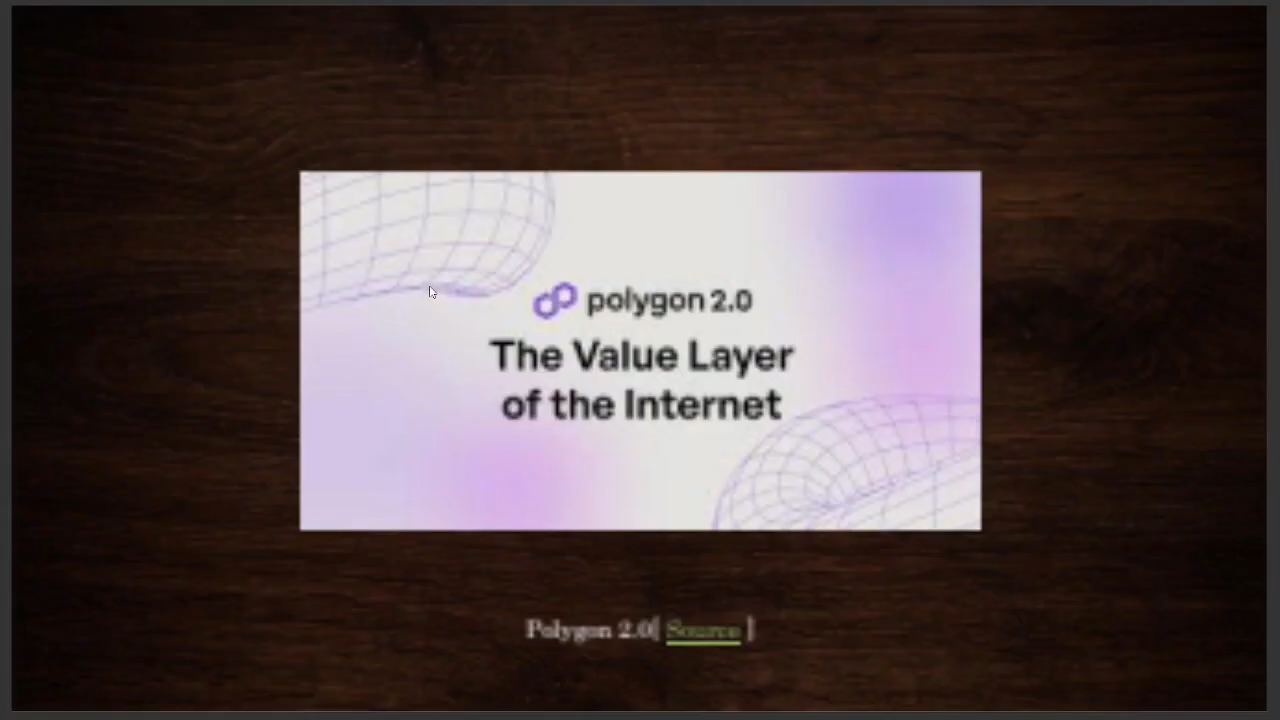 polygon 2.0
The Value Layer
of the Internet
Polygon 2.0[ Source ]